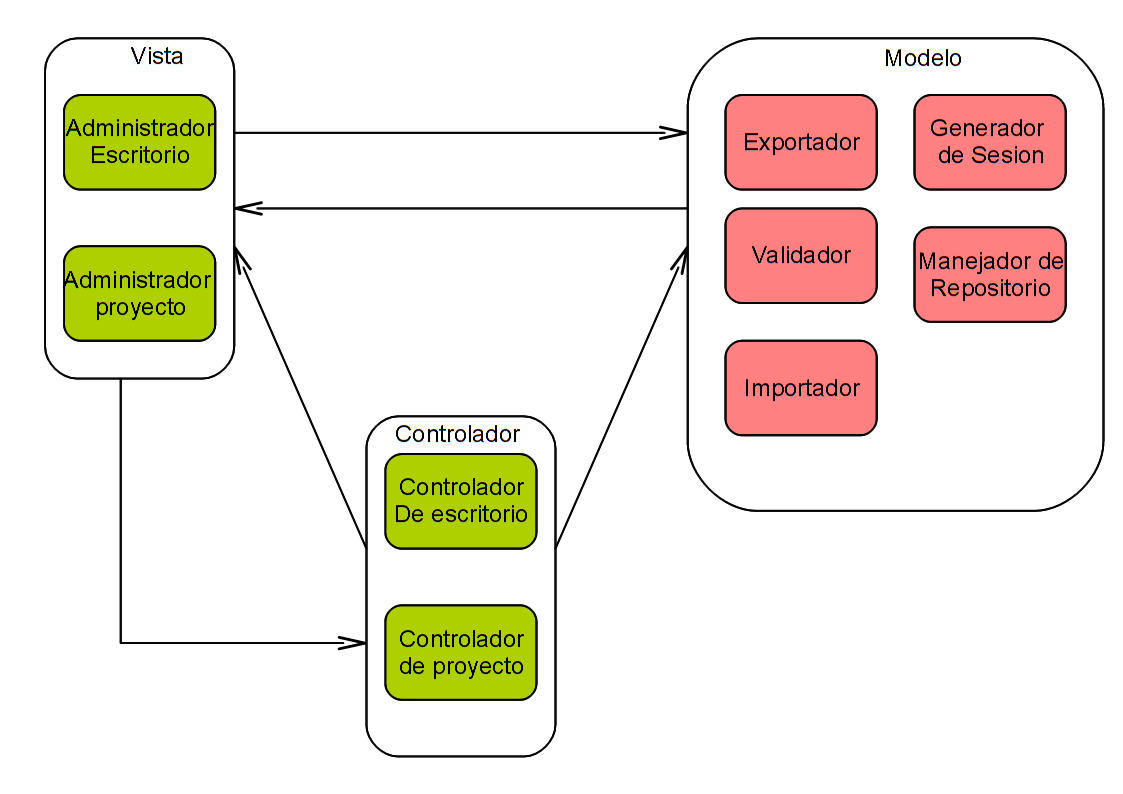 Vista
Administrador
Escritorio
Administrador
proyecto
Controlador
Controlador
De escritorio
Controlador
de proyecto
Modelo
Exportador
Generador
de Sesion
Validador
Manejador de
Repositorio
Importador